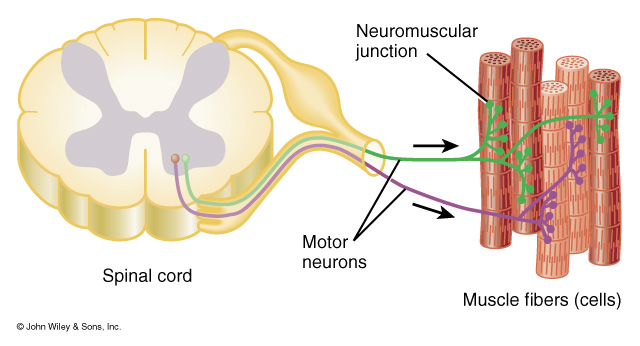 Neuromuscular
junction
Motor
neurons
Spinal cord
Muscle fibers (cells)
© John Wiley & Sons, Inc.